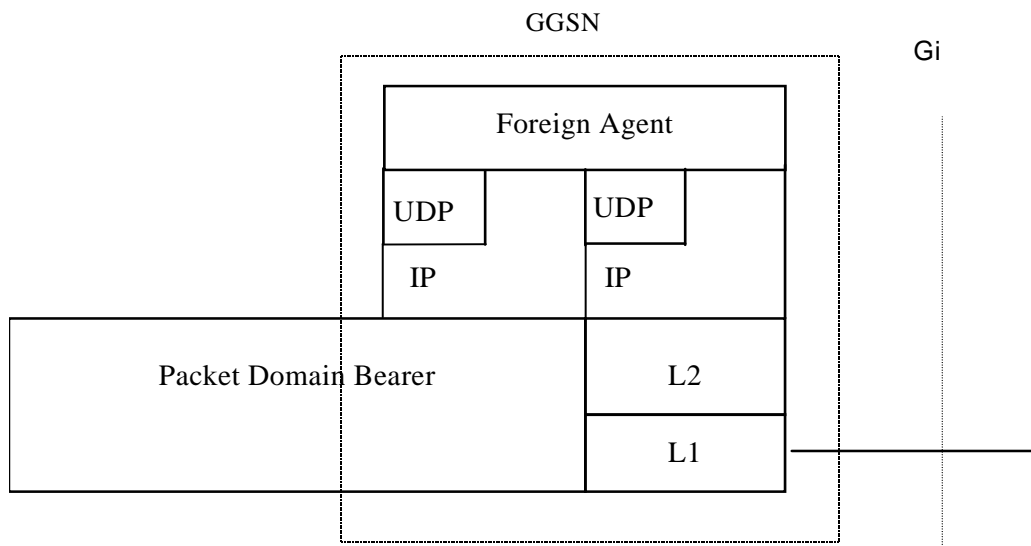 GGSN
Gi
Foreign Agent
UDP
UDP
IP
IP
Packet Domain Bearer
L2
L1